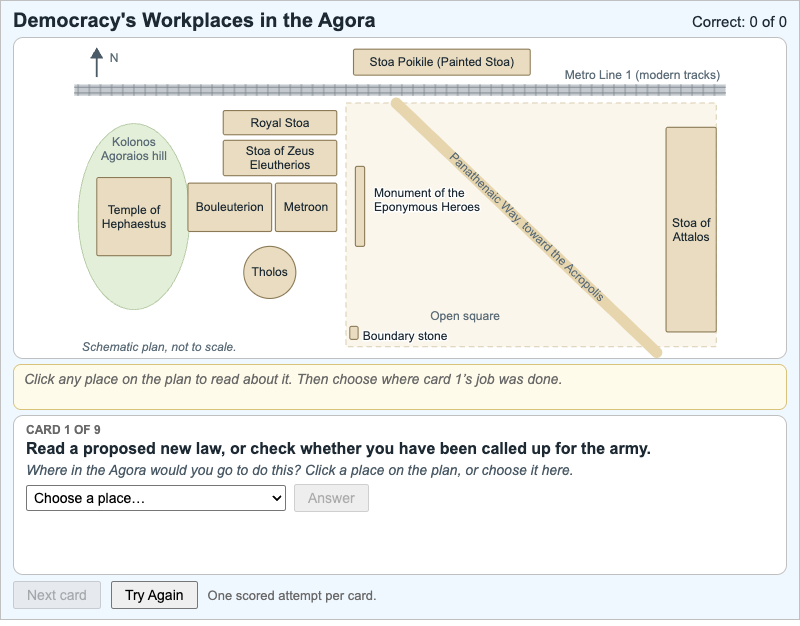 Democracy's Workplaces in the Agora
Correct: 0 of 0
N
Stoa Poikile (Painted Stoa)
Metro Line 1 (modern tracks)
Royal Stoa
Stoa of Zeus
Eleutherios
Kolonos
Agoraios hill
Temple of
Hephaestus
Bouleuterion
Metroon
Tholos
Monument of the
Eponymous Heroes
Panathenaic Way, toward the Acropolis
Stoa of
Attalos
Open square
Boundary stone
Schematic plan, not to scale.
Click any place on the plan to read about it. Then choose where card 1's job was done.
CARD 1 OF 9
Read a proposed new law, or check whether you have been called up for the army.
Where in the Agora would you go to do this? Click a place on the plan, or choose it here.
Choose a place…
Answer
Next card
Try Again
One scored attempt per card.